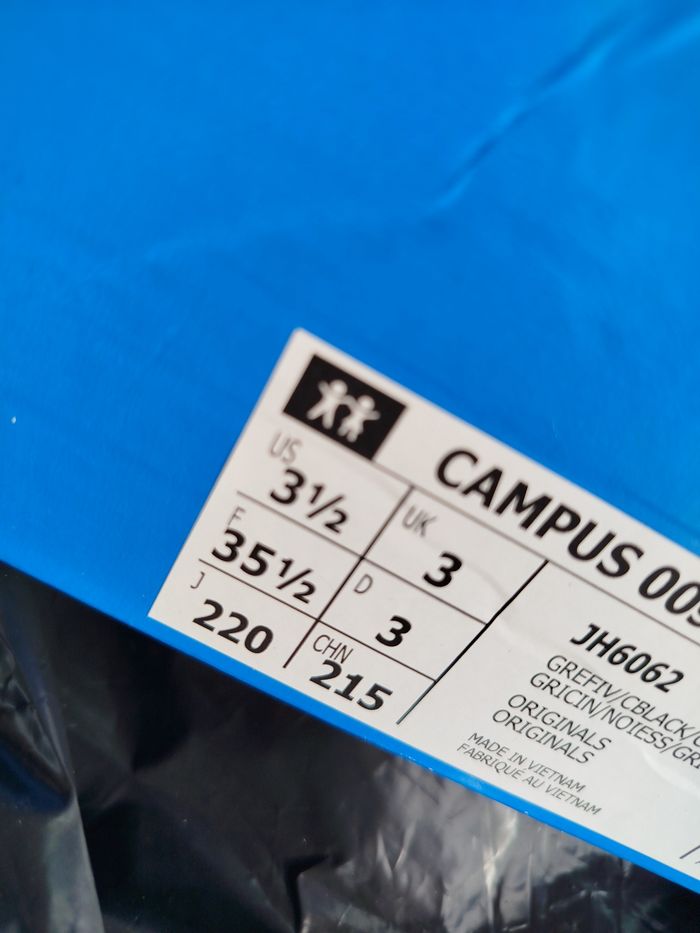 CAMPUS 00
US 3½
UK 3
F 35½
D 3
J 220
CHN 215
JH6062
GREFIV/CBLACK/
GRICIN/NOIESS/GR
ORIGINALS
ORIGINALS
MADE IN VIETNAM
FABRIQUÉ AU VIETNAM